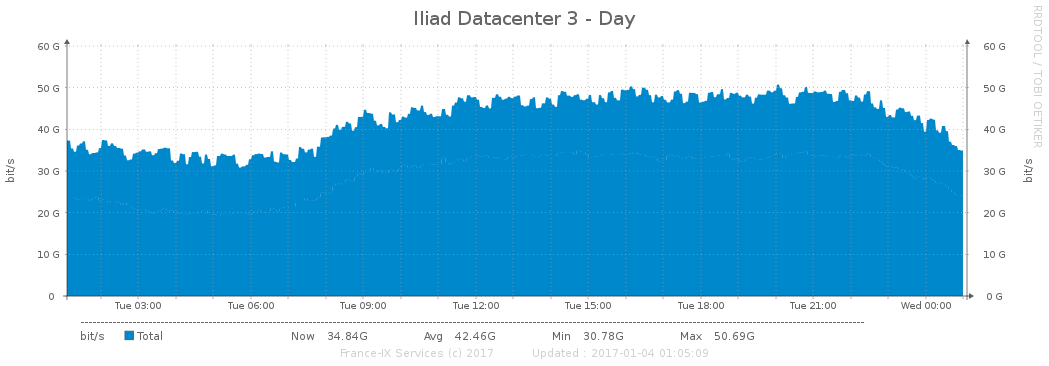 Iliad Datacenter 3 - Day
RRDTOOL / TOBI OETIKER
60 G 60 G
50 G 50 G
40 G 40 G
30 G 30 G
20 G 20 G
10 G 10 G
0 0 G
bit/s bit/s
Tue 03:00 Tue 06:00 Tue 09:00 Tue 12:00 Tue 15:00 Tue 18:00 Tue 21:00 Wed 00:00
bit/s Total Now 34.84G Avg 42.46G Min 30.78G Max 50.69G
France-IX Services (c) 2017 Updated : 2017-01-04 01:05:09